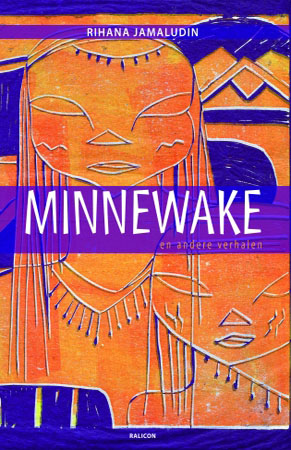 RIHANA JAMALUDIN
MINNEWAKE
en andere verhalen
RALICON